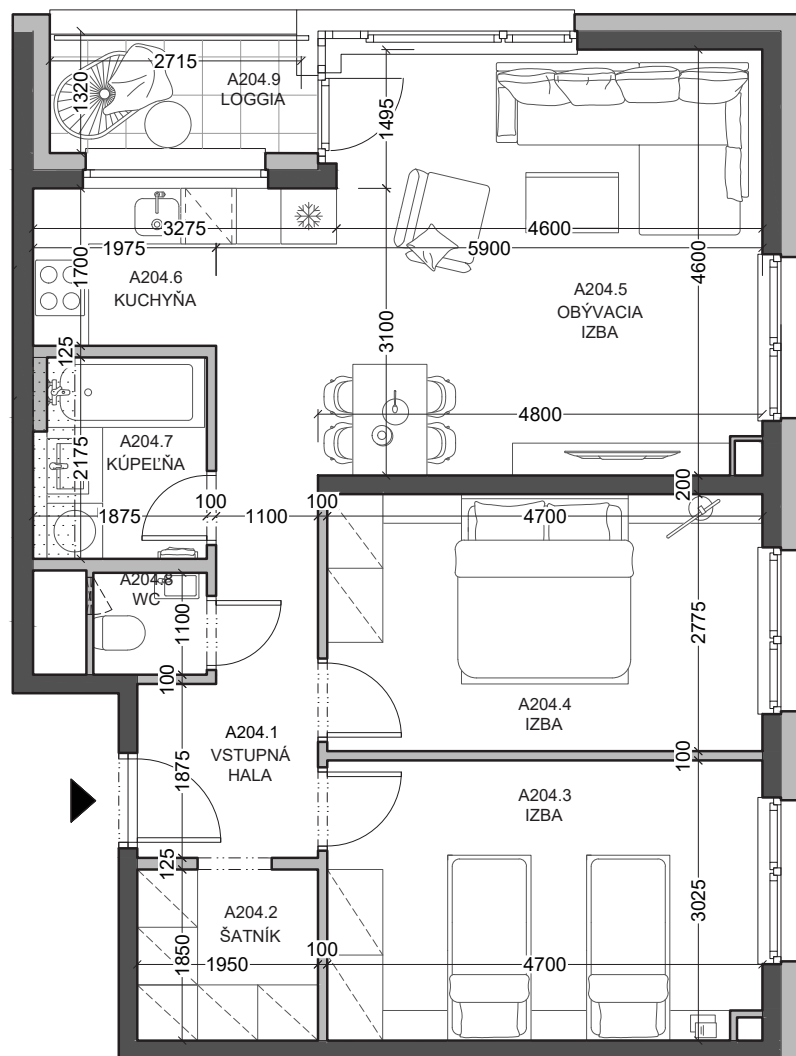 2715
A204.9
LOGGIA
1320
1495
3275
4600
1975
5900
1700
A204.6
KUCHYŇA
4600
A204.5
OBÝVACIA
IZBA
3100
125
4800
A204.7
KÚPEĽŇA
2175
200
1875
100
1100
100
4700
A204.8
WC
1100
2775
100
A204.4
IZBA
A204.1
VSTUPNÁ
HALA
1875
100
A204.3
IZBA
125
A204.2
ŠATNÍK
1850
3025
1950
100
4700